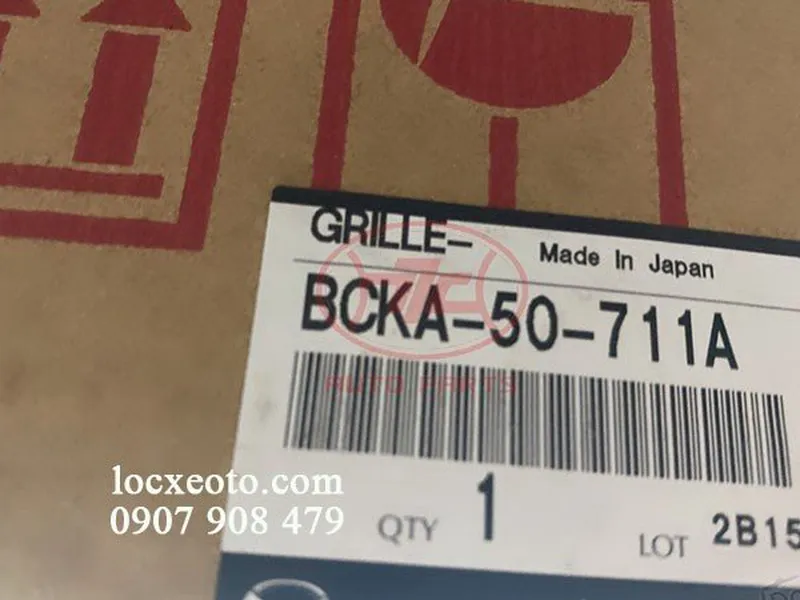 GRILLE-
Made In Japan
BCKA-50-711A
AUTO PARTS
locxeoto.com
0907 908 479
QTY 1
LOT 2B15